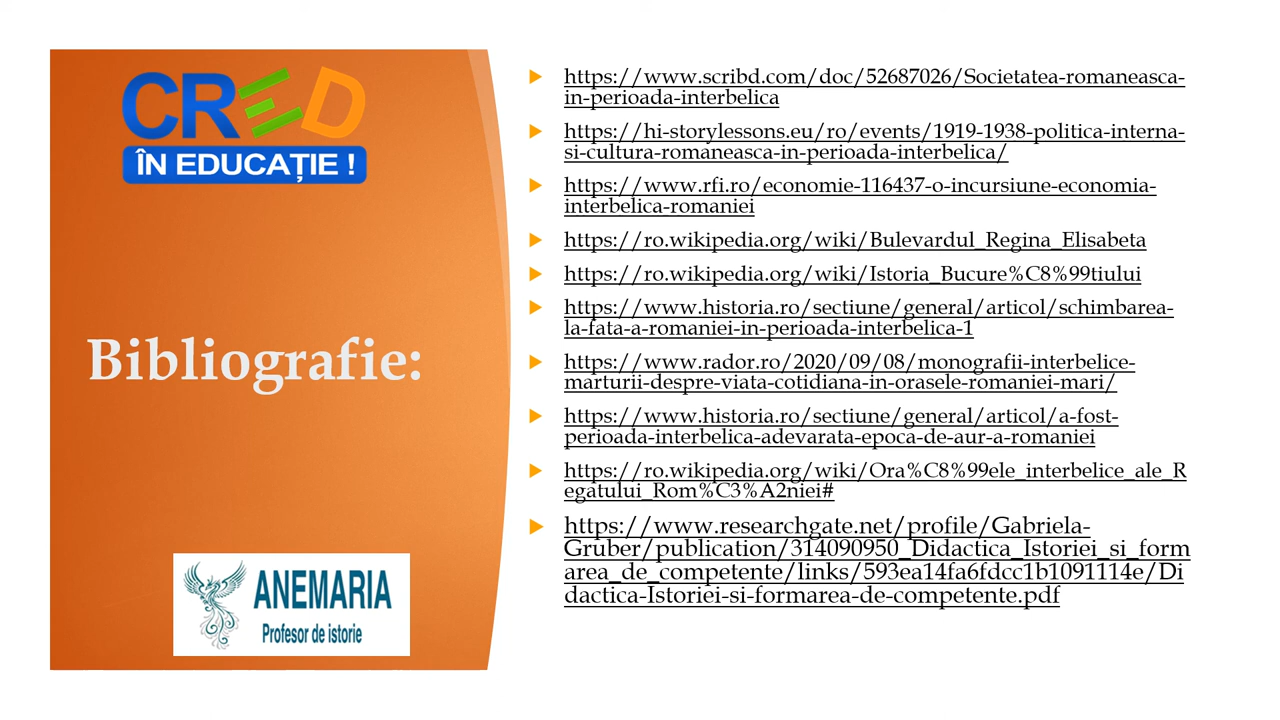 CRED
ÎN EDUCAȚIE !
Bibliografie:
ANEMARIA
Profesor de istorie
https://www.scribd.com/doc/52687026/Societatea-romaneasca-
in-perioada-interbelica
https://hi-storylessons.eu/ro/events/1919-1938-politica-interna-
si-cultura-romaneasca-in-perioada-interbelica/
https://www.rfi.ro/economie-116437-o-incursiune-economia-
interbelica-romaniei
https://ro.wikipedia.org/wiki/Bulevardul_Regina_Elisabeta
https://ro.wikipedia.org/wiki/Istoria_Bucure%C8%99tiului
https://www.historia.ro/sectiune/general/articol/schimbarea-
la-fata-a-romaniei-in-perioada-interbelica-1
https://www.rador.ro/2020/09/08/monografii-interbelice-
marturii-despre-viata-cotidiana-in-orasele-romaniei-mari/
https://www.historia.ro/sectiune/general/articol/a-fost-
perioada-interbelica-adevarata-epoca-de-aur-a-romaniei
https://ro.wikipedia.org/wiki/Ora%C8%99ele_interbelice_ale_R
egatului_Rom%C3%A2niei#
https://www.researchgate.net/profile/Gabriela-
Gruber/publication/314090950_Didactica_Istoriei_si_form
area_de_competente/links/593ea14fa6fdcc1b1091114e/Di
dactica-Istoriei-si-formarea-de-competente.pdf